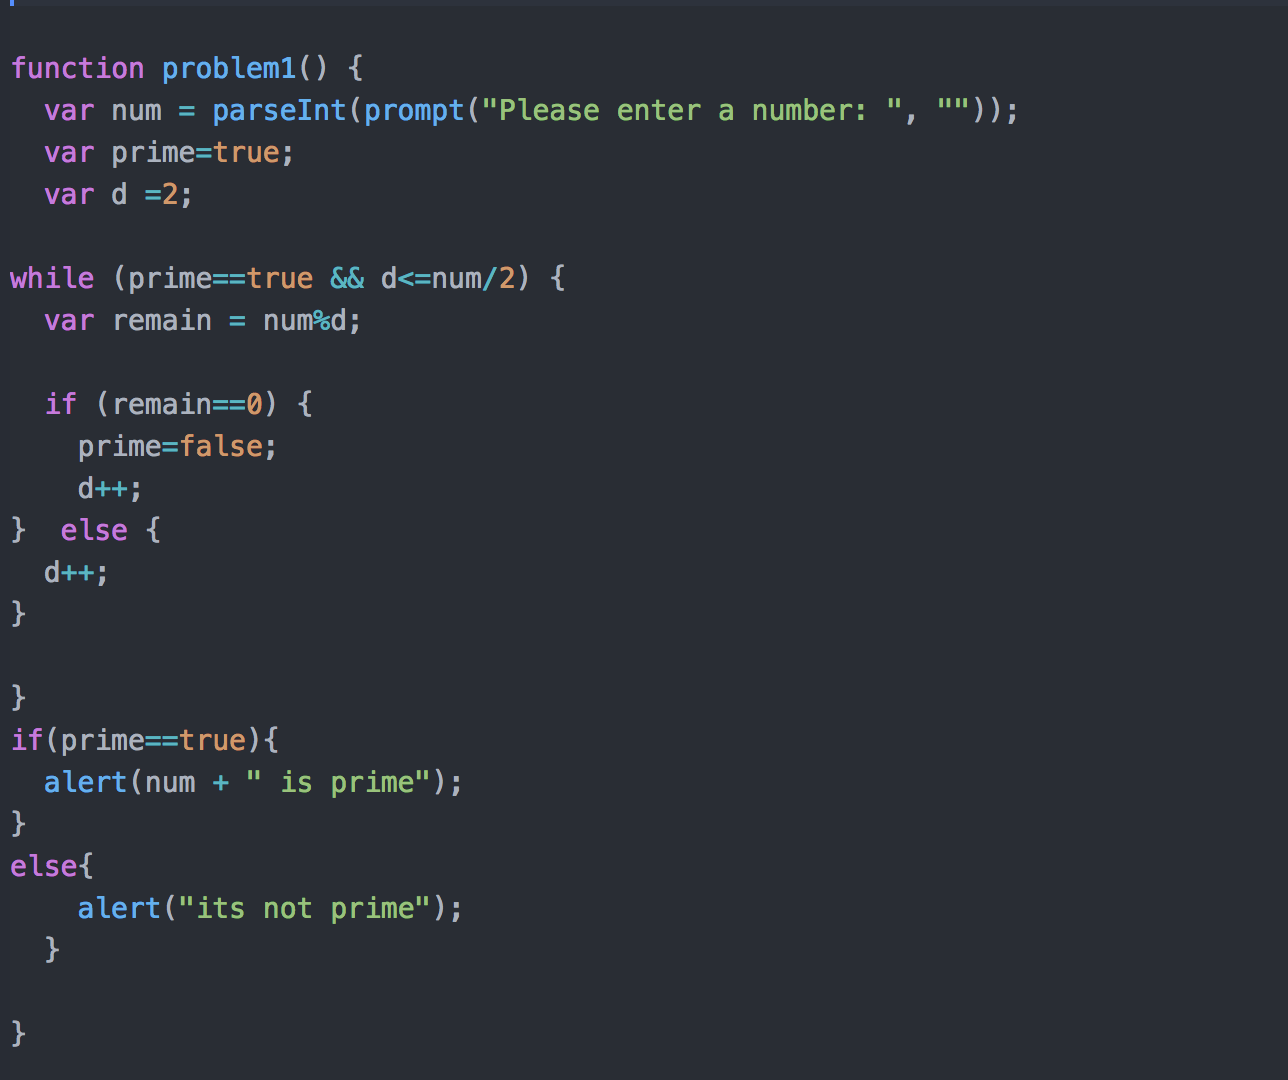 function problem1() {
  var num = parseInt(prompt("Please enter a number: ", ""));
  var prime=true;
  var d =2;

while (prime==true && d<=num/2) {
  var remain = num%d;

  if (remain==0) {
    prime=false;
    d++;
}  else {
  d++;
}

}
if(prime==true){
  alert(num + " is prime");
}
else{
    alert("its not prime");
  }

}